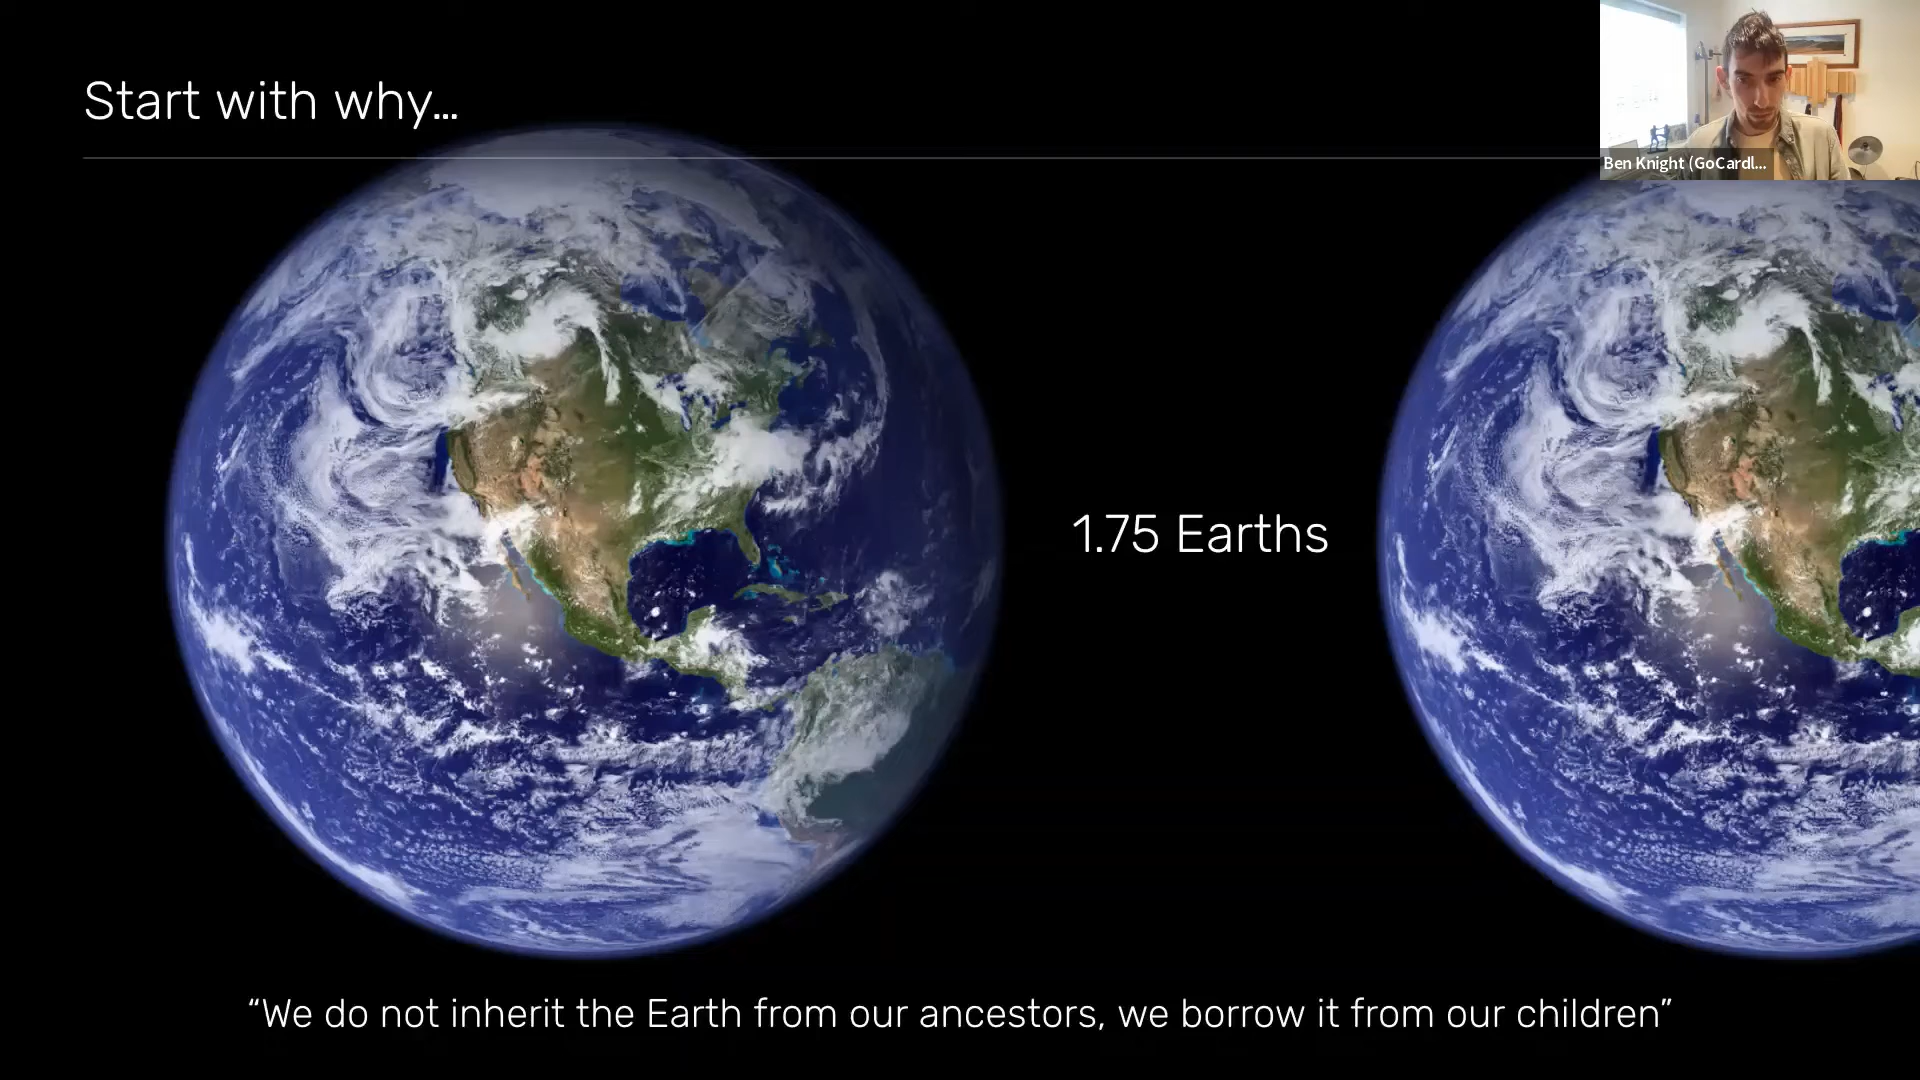 Start with why…
Ben Knight (GoCardl...
1.75 Earths
“We do not inherit the Earth from our ancestors, we borrow it from our children”